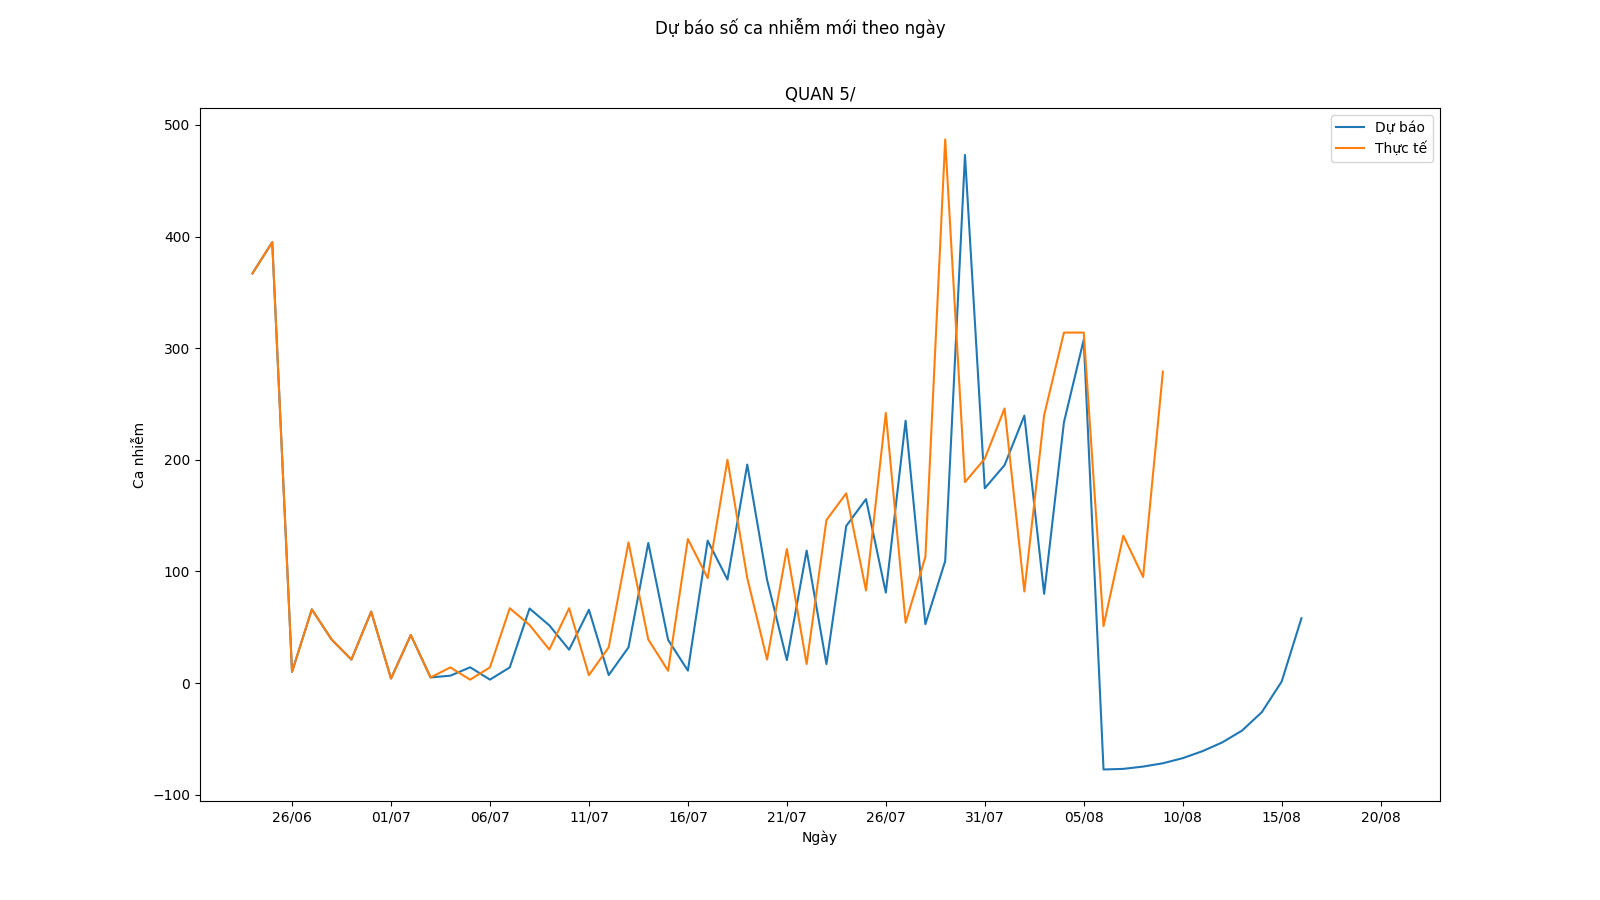 Dự báo số ca nhiễm mới theo ngày
QUAN 5/
Dự báo
Thực tế
500
400
300
200
100
0
−100
Ca nhiễm
26/06 01/07 06/07 11/07 16/07 21/07 26/07 31/07 05/08 10/08 15/08 20/08
Ngày